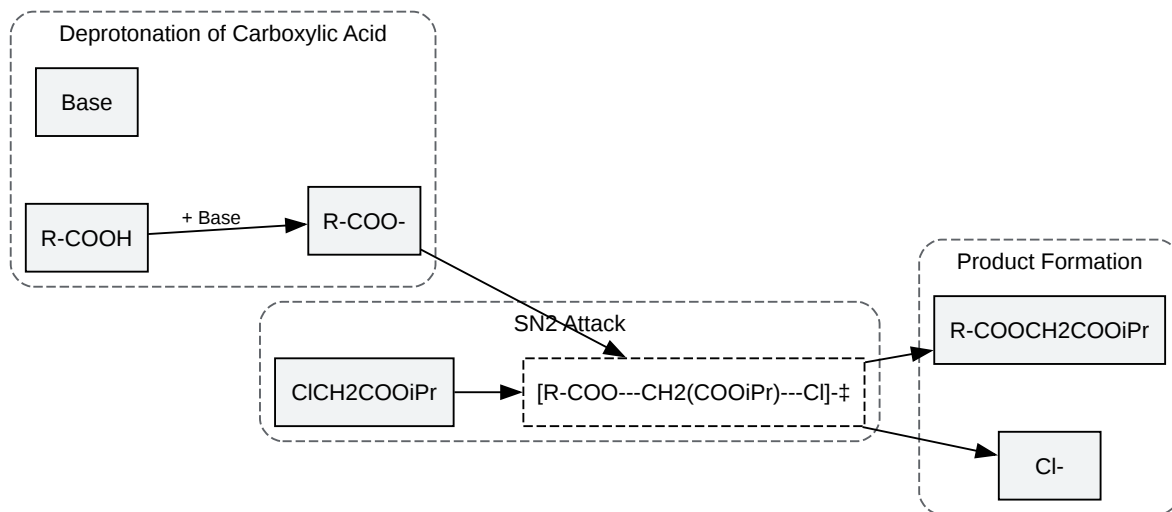 Deprotonation of Carboxylic Acid
Base
R-COOH
+ Base
R-COO-
SN2 Attack
ClCH2COOiPr
[R-COO---CH2(COOiPr)---Cl]-‡
Product Formation
R-COOCH2COOiPr
Cl-